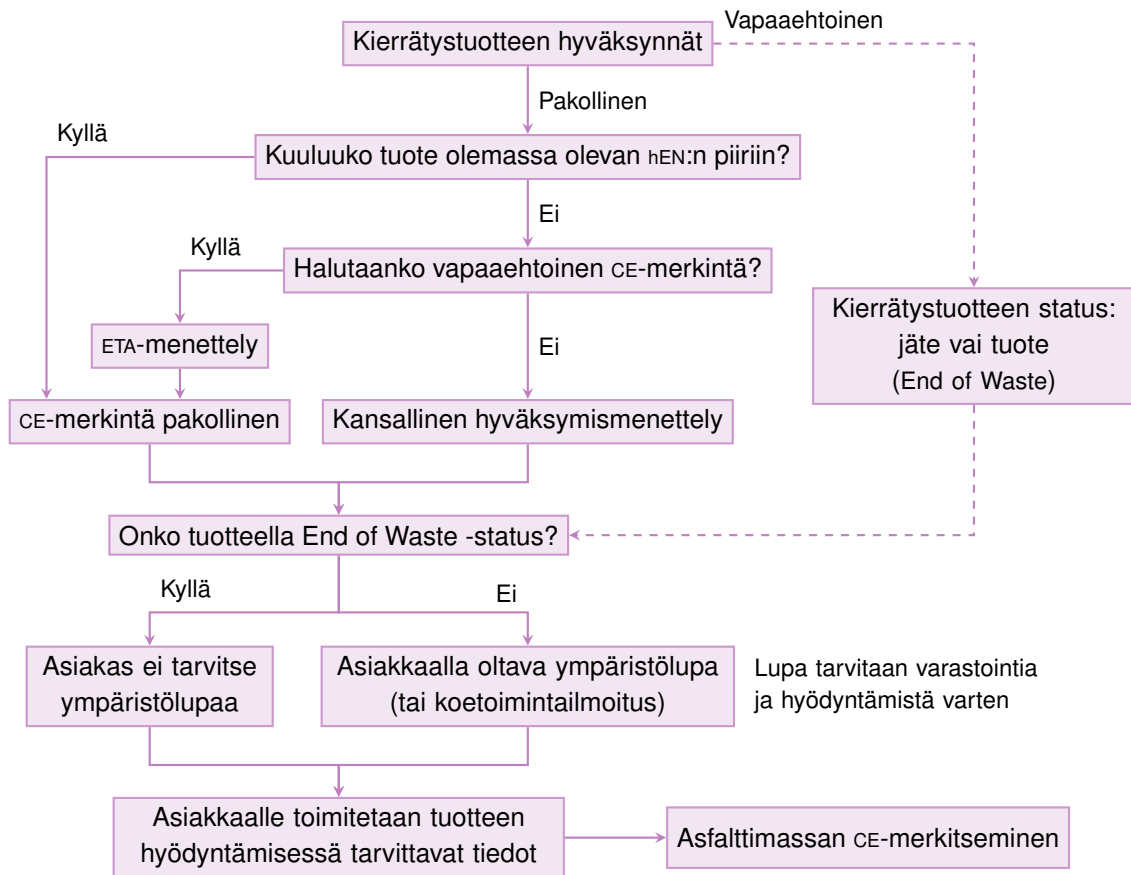 Vapaaehtoinen
Kierrätystuotteen hyväksynnät
Pakollinen
Kyllä
Kuuluuko tuote olemassa olevan hEN:n piiriin?
Ei
Kyllä
Halutaanko vapaaehtoinen CE-merkintä?
Kierrätystuotteen status:
jäte vai tuote
(End of Waste)
ETA-menettely
Ei
CE-merkintä pakollinen
Kansallinen hyväksymismenettely
Onko tuotteella End of Waste -status?
Kyllä
Ei
Asiakas ei tarvitse
ympäristölupaa
Asiakkaalla oltava ympäristölupa
(tai koetoimintailmoitus)
Lupa tarvitaan varastointia
ja hyödyntämistä varten
Asiakkaalle toimitetaan tuotteen
hyödyntämisessä tarvittavat tiedot
Asfalttimassan CE-merkitseminen